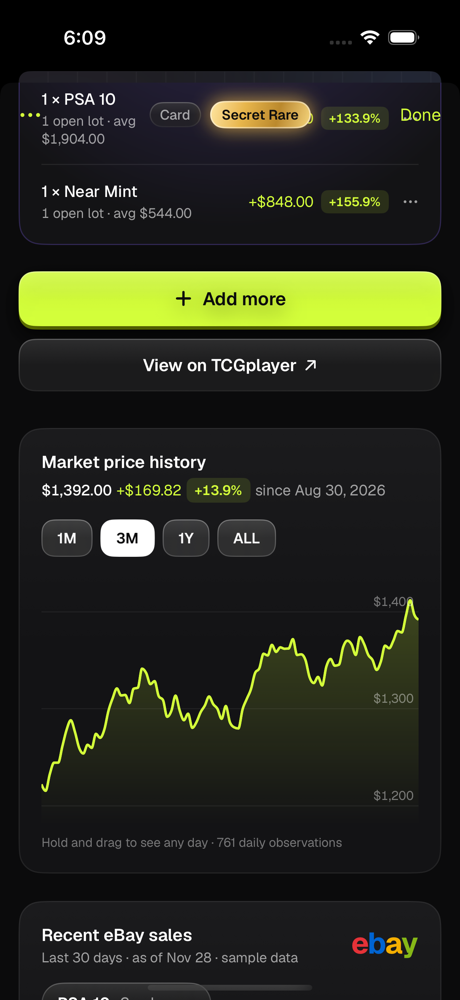 6:09
1 × PSA 10
Card
Secret Rare
+133.9%
Done
1 open lot · avg
$1,904.00
1 × Near Mint
+$848.00
+155.9%
1 open lot · avg $544.00
+ Add more
View on TCGplayer ↗
Market price history
$1,392.00 +$169.82 +13.9% since Aug 30, 2026
1M
3M
1Y
ALL
$1,400
$1,300
$1,200
Hold and drag to see any day · 761 daily observations
Recent eBay sales
ebay
Last 30 days · as of Nov 28 · sample data
PSA 10